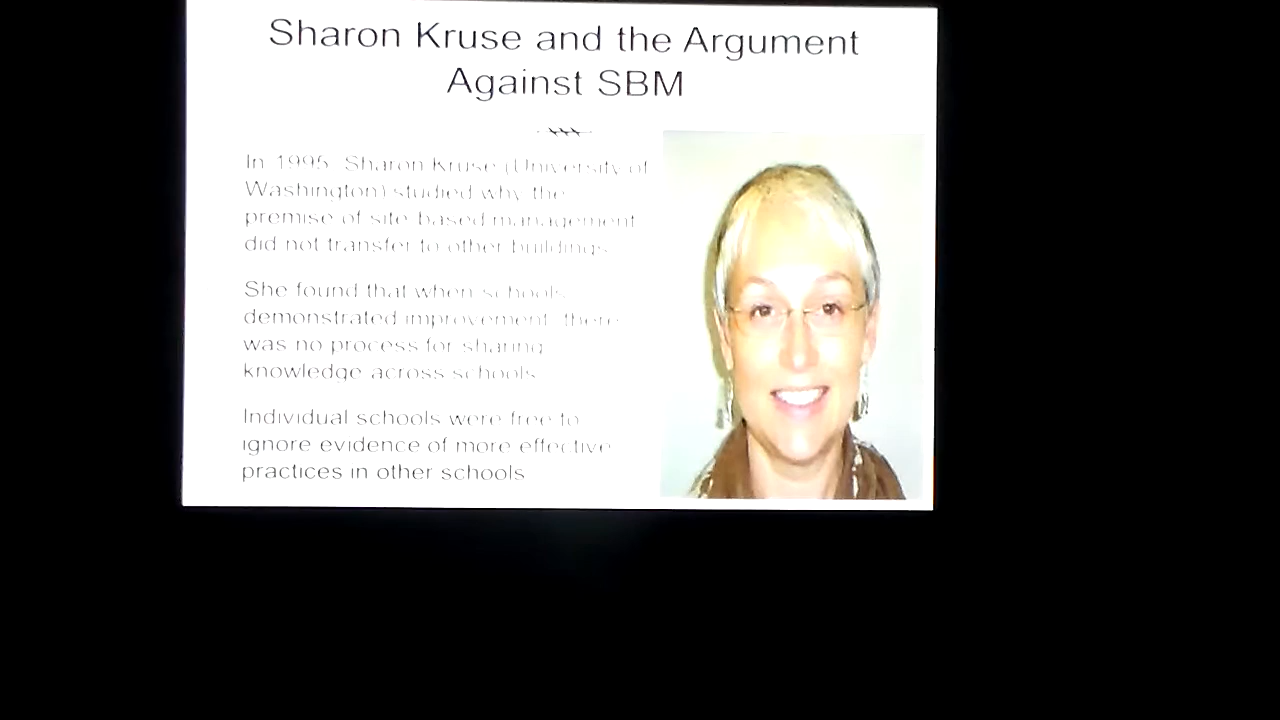 Sharon Kruse and the Argument
Against SBM
In 1995 Sharon Kruse (University of
Washington) studied why the
premise of site based management
did not transfer to other buildings
She found that when schools
demonstrated improvement there
was no process for sharing
knowledge across schools
Individual schools were free to
ignore evidence of more effective
practices in other schools